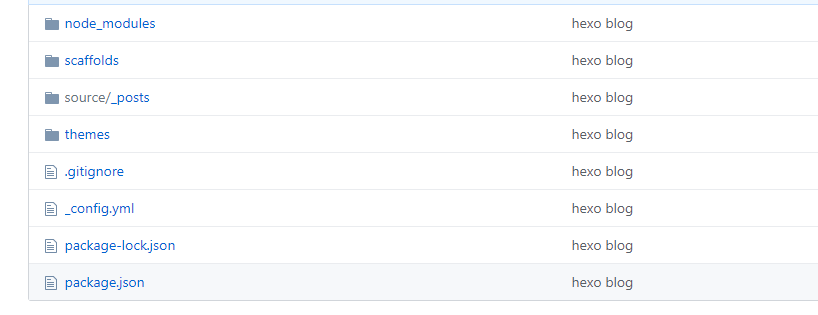 node_modules hexo blog
scaffolds hexo blog
source/_posts hexo blog
themes hexo blog
.gitignore hexo blog
_config.yml hexo blog
package-lock.json hexo blog
package.json hexo blog